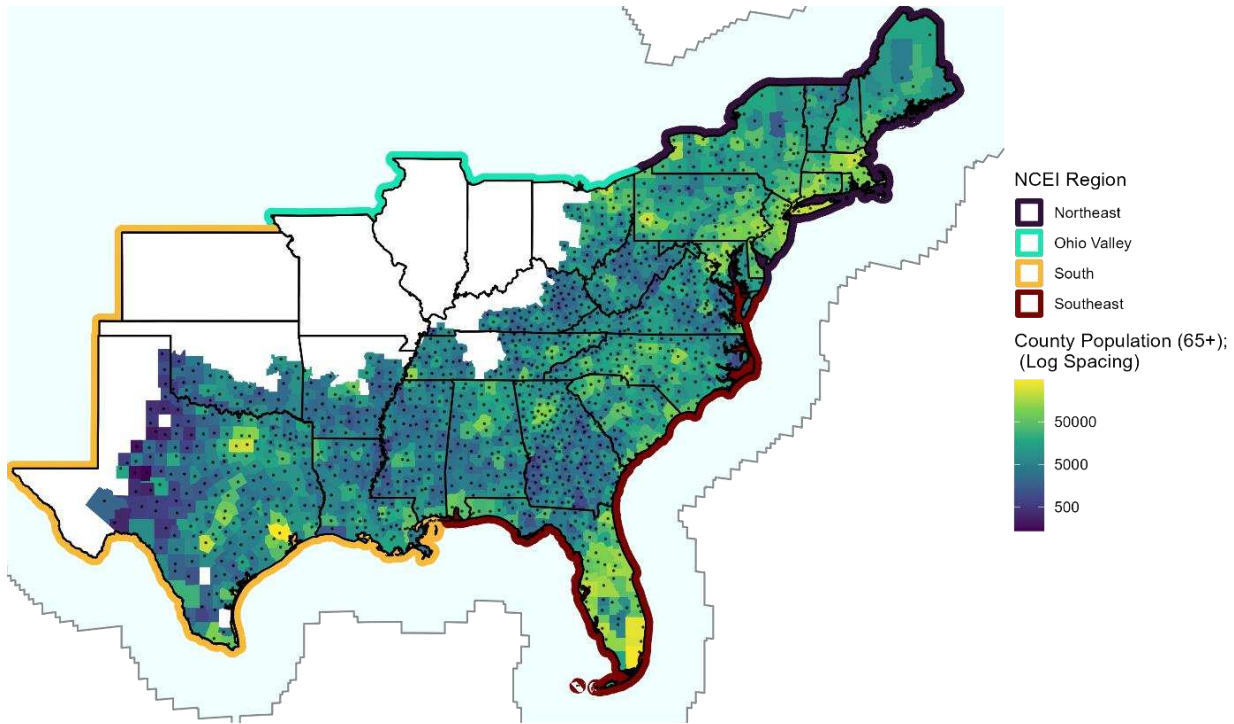 NCEI Region
Northeast
Ohio Valley
South
Southeast
County Population (65+);
(Log Spacing)
50000
5000
500